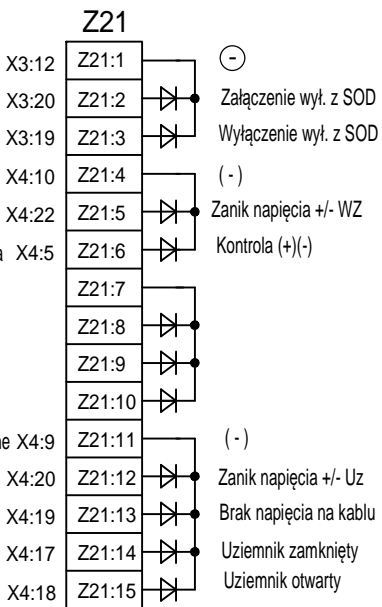 Z21
X3:12 Z21:1 -
X3:20 Z21:2 Załączenie wył. z SOD
X3:19 Z21:3 Wyłączenie wył. z SOD
X4:10 Z21:4 ( - )
X4:22 Z21:5 Zanik napięcia +/- WZ
a X4:5 Z21:6 Kontrola (+)(-)
Z21:7
Z21:8
Z21:9
Z21:10
ne X4:9 Z21:11 ( - )
X4:20 Z21:12 Zanik napięcia +/- Uz
X4:19 Z21:13 Brak napięcia na kablu
X4:17 Z21:14 Uziemnik zamknięty
X4:18 Z21:15 Uziemnik otwarty